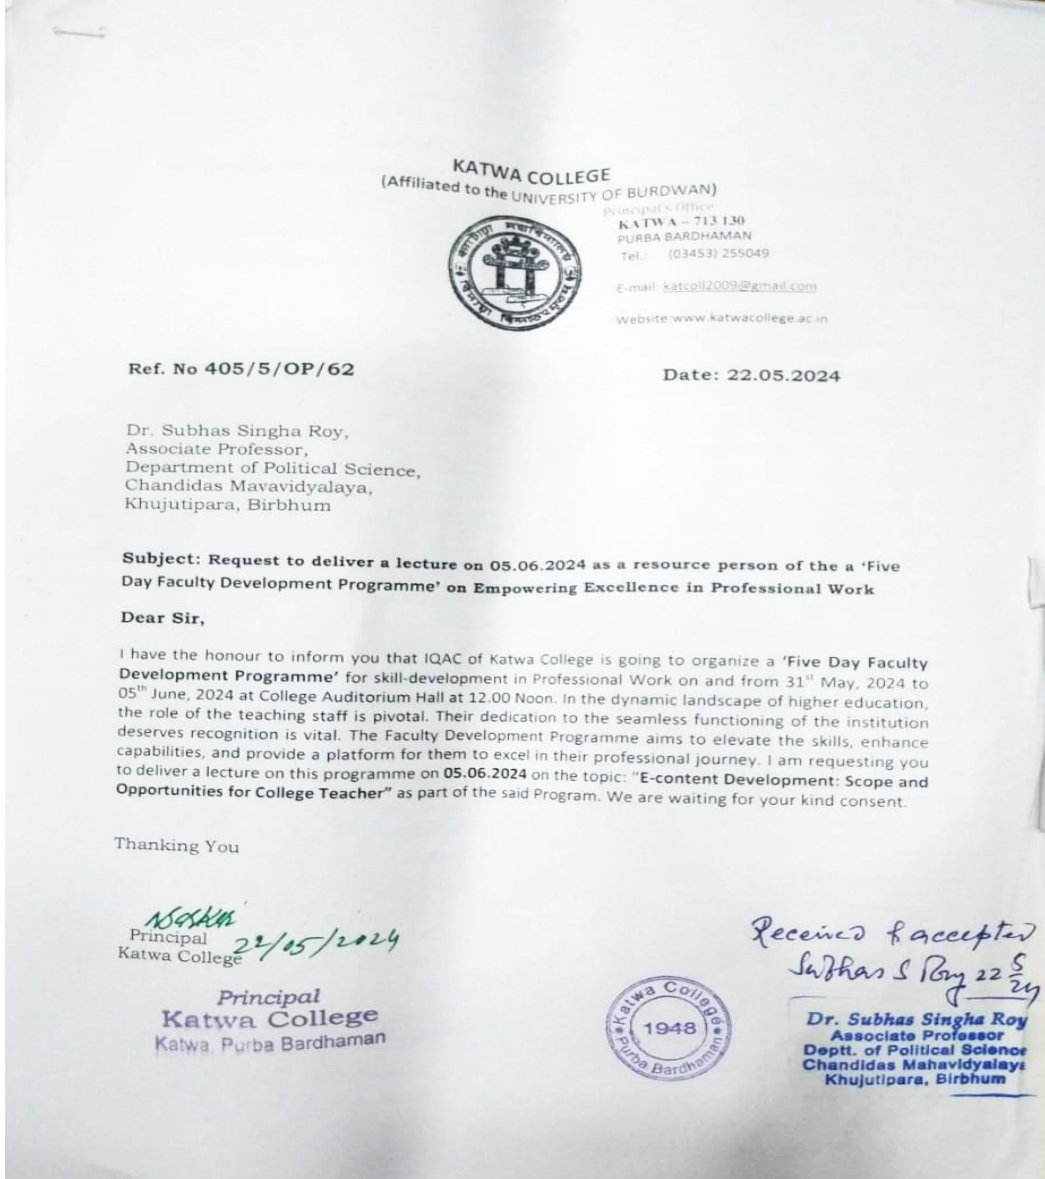 KATWA COLLEGE
(Affiliated to the UNIVERSITY OF BURDWAN)
Principal's Office
KATWA – 713 130
PURBA BARDHAMAN
Tel.: (03453) 255049
E-mail: katcoll2009@gmail.com
Website:www.katwacollege.ac.in
Ref. No 405/5/OP/62
Date: 22.05.2024
Dr. Subhas Singha Roy,
Associate Professor,
Department of Political Science,
Chandidas Mavavidyalaya,
Khujutipara, Birbhum
Subject: Request to deliver a lecture on 05.06.2024 as a resource person of the a ‘Five
Day Faculty Development Programme’ on Empowering Excellence in Professional Work
Dear Sir,
I have the honour to inform you that IQAC of Katwa College is going to organize a ‘Five Day Faculty
Development Programme’ for skill-development in Professional Work on and from 31st May, 2024 to
05th June, 2024 at College Auditorium Hall at 12.00 Noon. In the dynamic landscape of higher education,
the role of the teaching staff is pivotal. Their dedication to the seamless functioning of the institution
deserves recognition is vital. The Faculty Development Programme aims to elevate the skills, enhance
capabilities, and provide a platform for them to excel in their professional journey. I am requesting you
to deliver a lecture on this programme on 05.06.2024 on the topic: “E-content Development: Scope and
Opportunities for College Teacher” as part of the said Program. We are waiting for your kind consent.
Thanking You
Principal
Katwa College
22/05/2024
Principal
Katwa College
Katwa, Purba Bardhaman
Katwa College
1948
Purba Bardhaman
Received & accepted
Subhas S Roy 22 5/24
Dr. Subhas Singha Roy
Associate Professor
Deptt. of Political Science
Chandidas Mahavidyalaya
Khujutipara, Birbhum